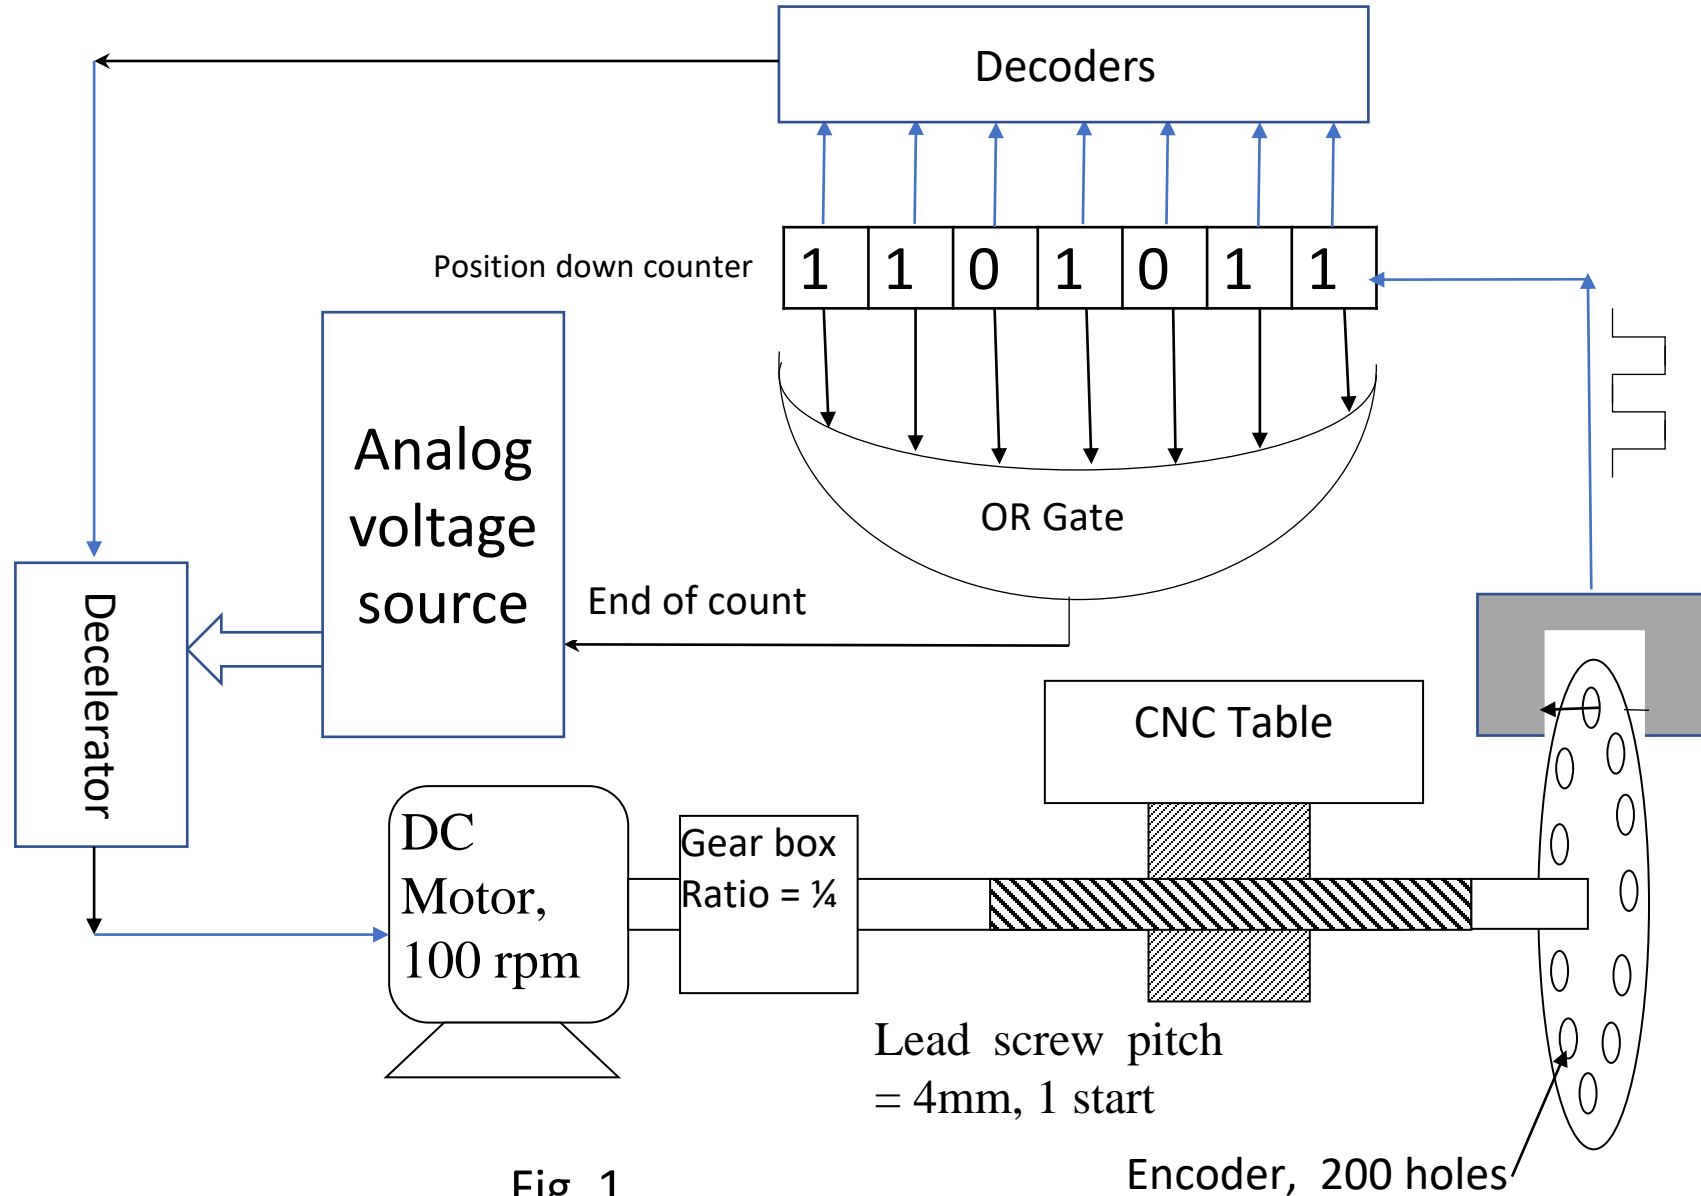 Decoders
Position down counter
1 1 0 1 0 1 1
Analog
voltage
source
OR Gate
End of count
Decelerator
CNC Table
DC
Motor,
100 rpm
Gear box
Ratio = ¼
Lead screw pitch
= 4mm, 1 start
Encoder, 200 holes
Fig. 1